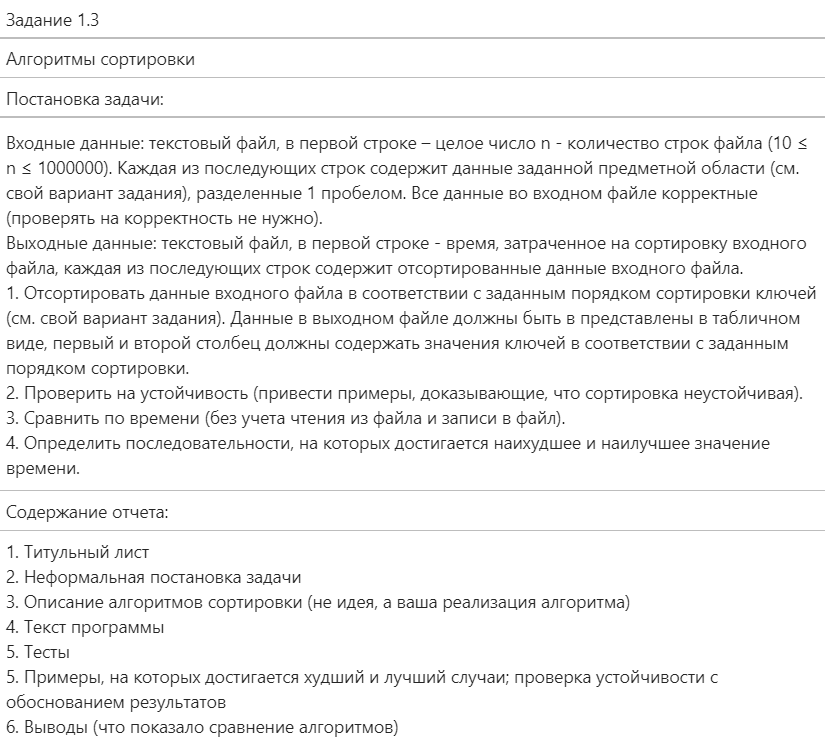 Задание 1.3
Алгоритмы сортировки
Постановка задачи:
Входные данные: текстовый файл, в первой строке – целое число n - количество строк файла (10 ≤
n ≤ 1000000). Каждая из последующих строк содержит данные заданной предметной области (см.
свой вариант задания), разделенные 1 пробелом. Все данные во входном файле корректные
(проверять на корректность не нужно).
Выходные данные: текстовый файл, в первой строке - время, затраченное на сортировку входного
файла, каждая из последующих строк содержит отсортированные данные входного файла.
1. Отсортировать данные входного файла в соответствии с заданным порядком сортировки ключей
(см. свой вариант задания). Данные в выходном файле должны быть в представлены в табличном
виде, первый и второй столбец должны содержать значения ключей в соответствии с заданным
порядком сортировки.
2. Проверить на устойчивость (привести примеры, доказывающие, что сортировка неустойчивая).
3. Сравнить по времени (без учета чтения из файла и записи в файл).
4. Определить последовательности, на которых достигается наихудшее и наилучшее значение
времени.
Содержание отчета:
1. Титульный лист
2. Неформальная постановка задачи
3. Описание алгоритмов сортировки (не идея, а ваша реализация алгоритма)
4. Текст программы
5. Тесты
5. Примеры, на которых достигается худший и лучший случаи; проверка устойчивости с
обоснованием результатов
6. Выводы (что показало сравнение алгоритмов)